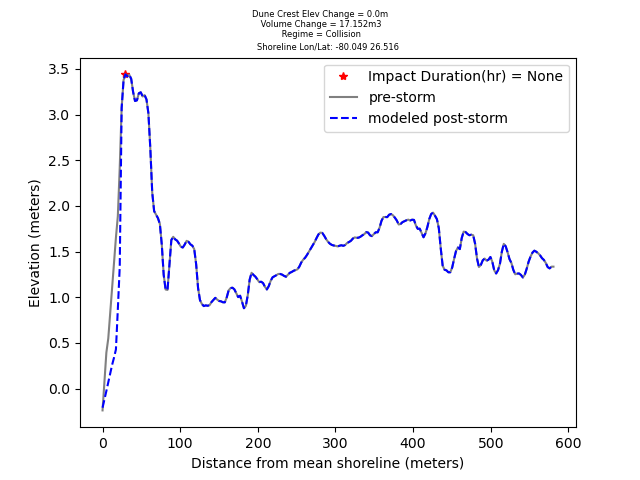 Dune Crest Elev Change = 0.0m
Volume Change = 17.152m3
Regime = Collision
Shoreline Lon/Lat: -80.049 26.516
Impact Duration(hr) = None
pre-storm
modeled post-storm
3.5
3.0
2.5
2.0
1.5
1.0
0.5
0.0
Elevation (meters)
0 100 200 300 400 500 600
Distance from mean shoreline (meters)